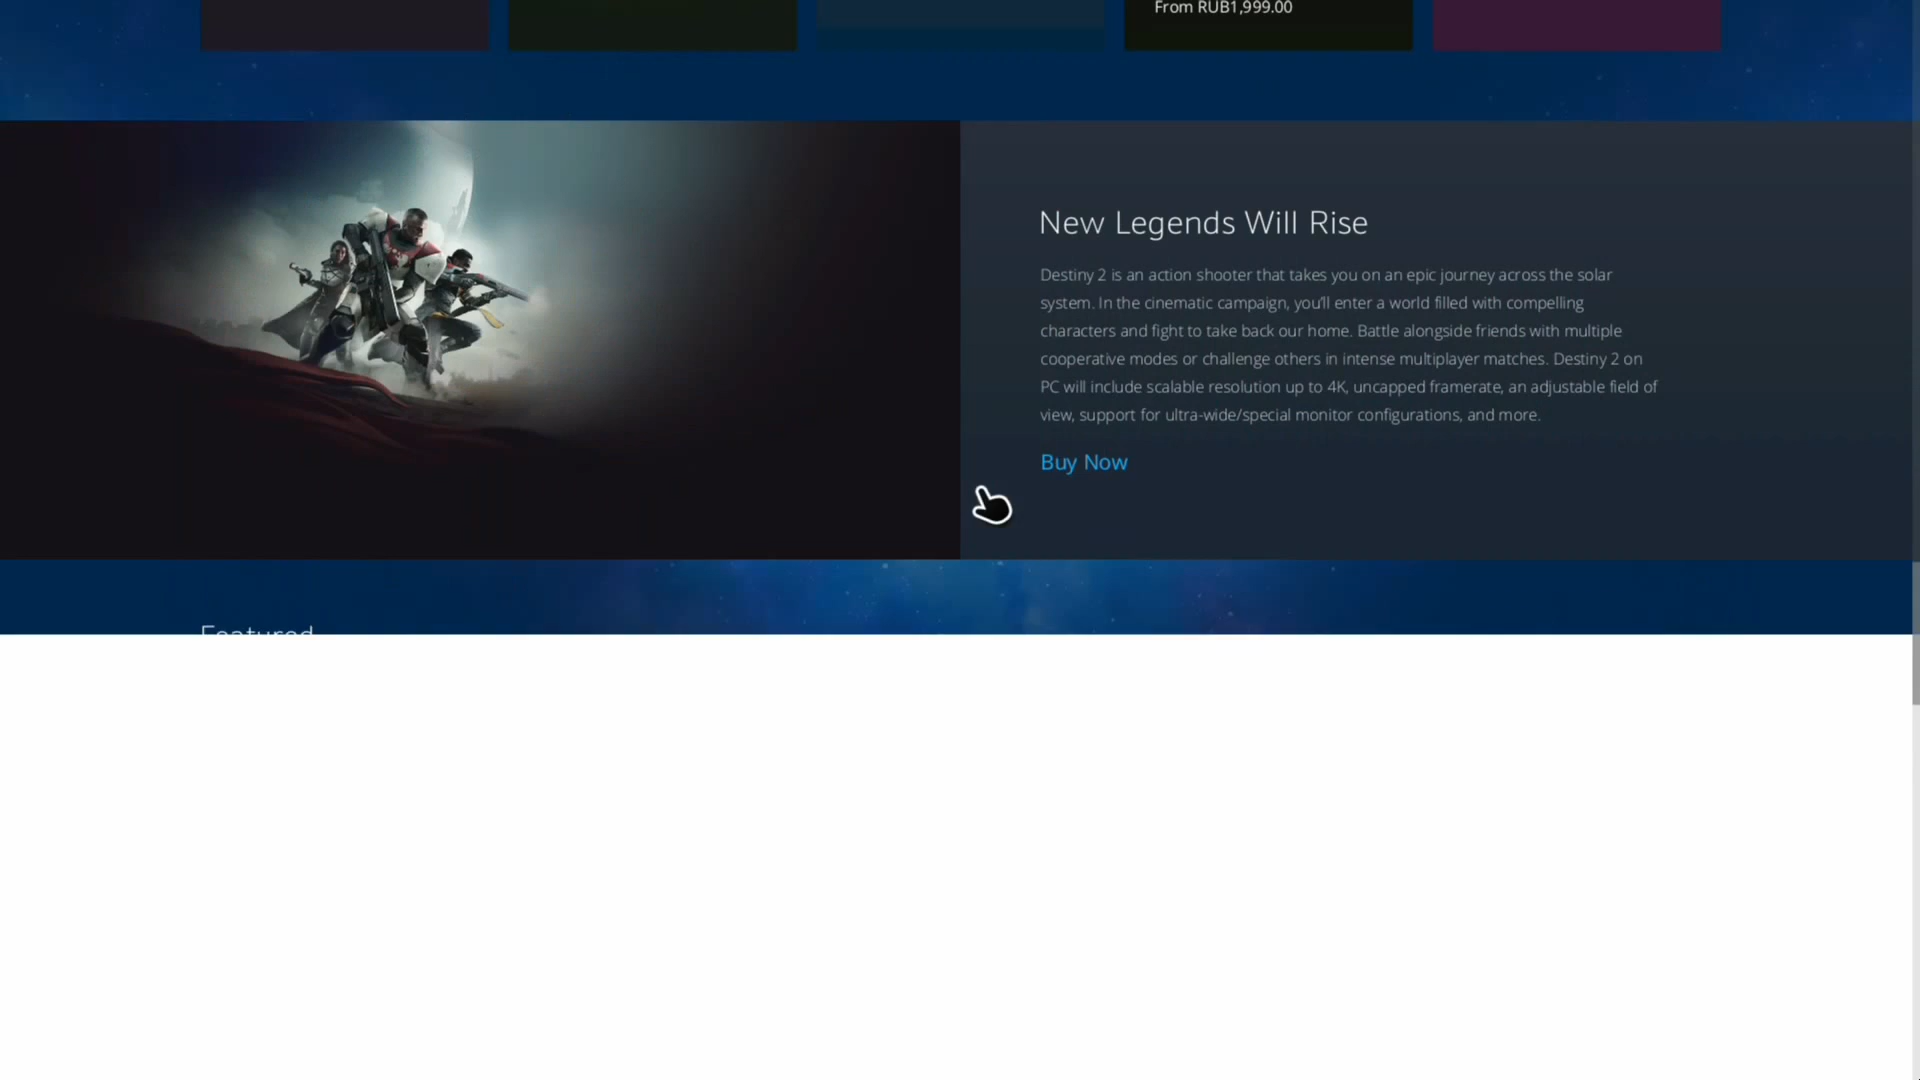 From RUB1,999.00
New Legends Will Rise
Destiny 2 is an action shooter that takes you on an epic journey across the solar
system. In the cinematic campaign, you'll enter a world filled with compelling
characters and fight to take back our home. Battle alongside friends with multiple
cooperative modes or challenge others in intense multiplayer matches. Destiny 2 on
PC will include scalable resolution up to 4K, uncapped framerate, an adjustable field of
view, support for ultra-wide/special monitor configurations, and more.
Buy Now
Featured